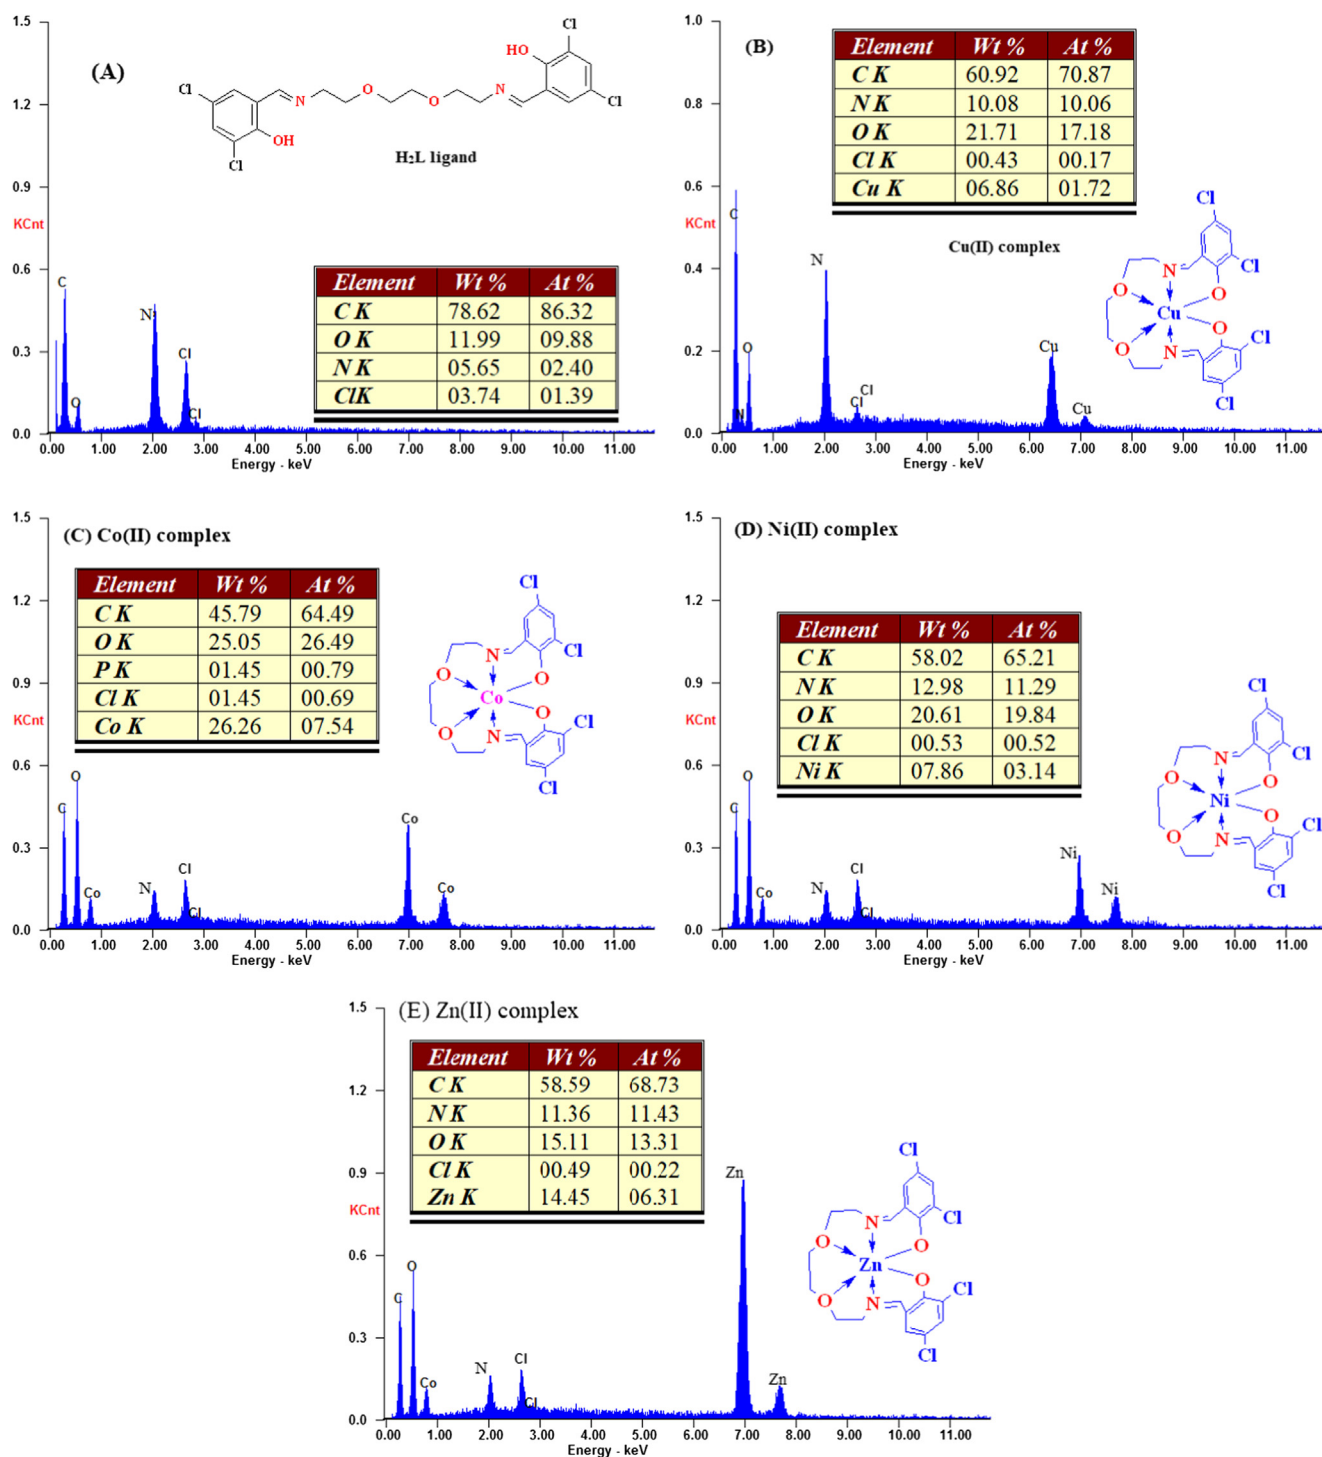 (A)
Cl
HO
Cl
N
O
O
N
Cl
OH
Cl
H₂L ligand
1.5
1.2
0.9
KCnt
0.6
0.3
0.0
C
O
N
Cl
Cl
Element Wt % At %
C K 78.62 86.32
O K 11.99 09.88
N K 05.65 02.40
ClK 03.74 01.39
0.00 1.00 2.00 3.00 4.00 5.00 6.00 7.00 8.00 9.00 10.00 11.00
Energy - keV
(B)
Element Wt % At %
C K 60.92 70.87
N K 10.08 10.06
O K 21.71 17.18
Cl K 00.43 00.17
Cu K 06.86 01.72
Cu(II) complex
1.0
0.8
0.6
KCnt
0.4
0.2
0.0
C
N
O
N
Cl
Cl
Cu
Cu
Cl
N
Cl
O
O
Cu
O
O
N
Cl
Cl
0.00 1.00 2.00 3.00 4.00 5.00 6.00 7.00 8.00 9.00 10.00 11.00
Energy - keV
(C) Co(II) complex
Element Wt % At %
C K 45.79 64.49
O K 25.05 26.49
P K 01.45 00.79
Cl K 01.45 00.69
Co K 26.26 07.54
1.5
1.2
0.9
KCnt
0.6
0.3
0.0
C
O
Co
N
Cl
Cl
Co
Co
Cl
N
Cl
O
O
Co
O
O
N
Cl
Cl
0.00 1.00 2.00 3.00 4.00 5.00 6.00 7.00 8.00 9.00 10.00 11.00
Energy - keV
(D) Ni(II) complex
Element Wt % At %
C K 58.02 65.21
N K 12.98 11.29
O K 20.61 19.84
Cl K 00.53 00.52
Ni K 07.86 03.14
1.5
1.2
0.9
KCnt
0.6
0.3
0.0
C
O
Co
N
Cl
Cl
Ni
Ni
Cl
N
Cl
O
O
Ni
O
O
N
Cl
Cl
0.00 1.00 2.00 3.00 4.00 5.00 6.00 7.00 8.00 9.00 10.00 11.00
Energy - keV
(E) Zn(II) complex
Element Wt % At %
C K 58.59 68.73
N K 11.36 11.43
O K 15.11 13.31
Cl K 00.49 00.22
Zn K 14.45 06.31
1.5
1.2
0.9
KCnt
0.6
0.3
0.0
C
O
Co
N
Cl
Cl
Zn
Zn
Cl
N
Cl
O
O
Zn
O
O
N
Cl
Cl
0.00 1.00 2.00 3.00 4.00 5.00 6.00 7.00 8.00 9.00 10.00 11.00
Energy - keV